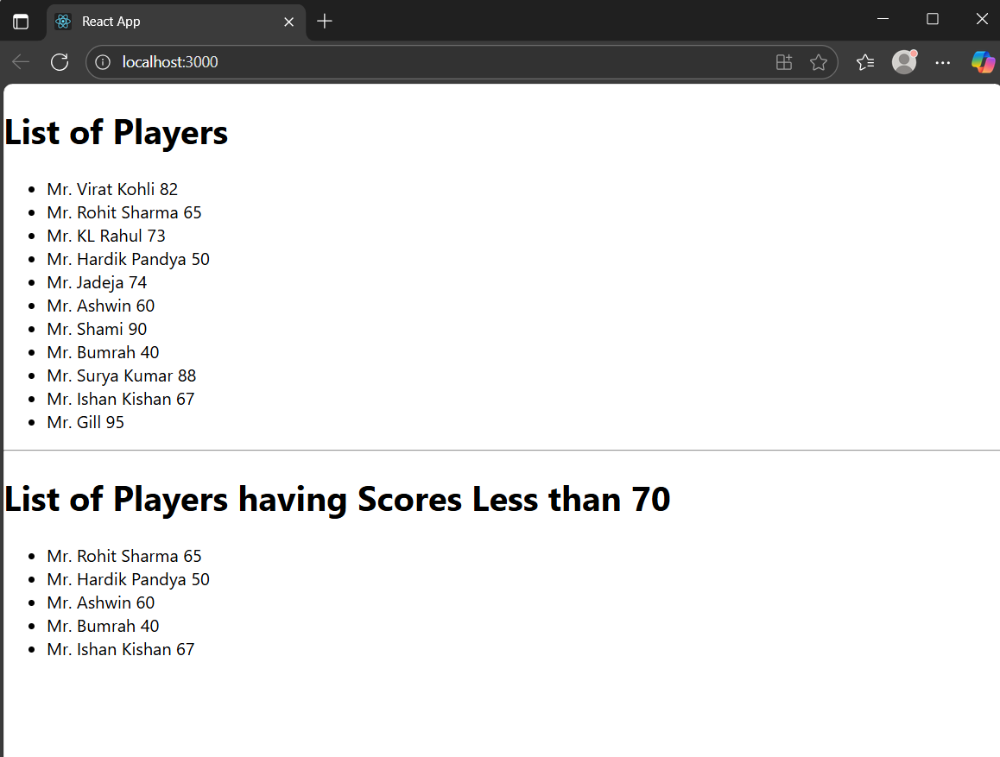 React App
localhost:3000
List of Players
Mr. Virat Kohli 82
Mr. Rohit Sharma 65
Mr. KL Rahul 73
Mr. Hardik Pandya 50
Mr. Jadeja 74
Mr. Ashwin 60
Mr. Shami 90
Mr. Bumrah 40
Mr. Surya Kumar 88
Mr. Ishan Kishan 67
Mr. Gill 95
List of Players having Scores Less than 70
Mr. Rohit Sharma 65
Mr. Hardik Pandya 50
Mr. Ashwin 60
Mr. Bumrah 40
Mr. Ishan Kishan 67